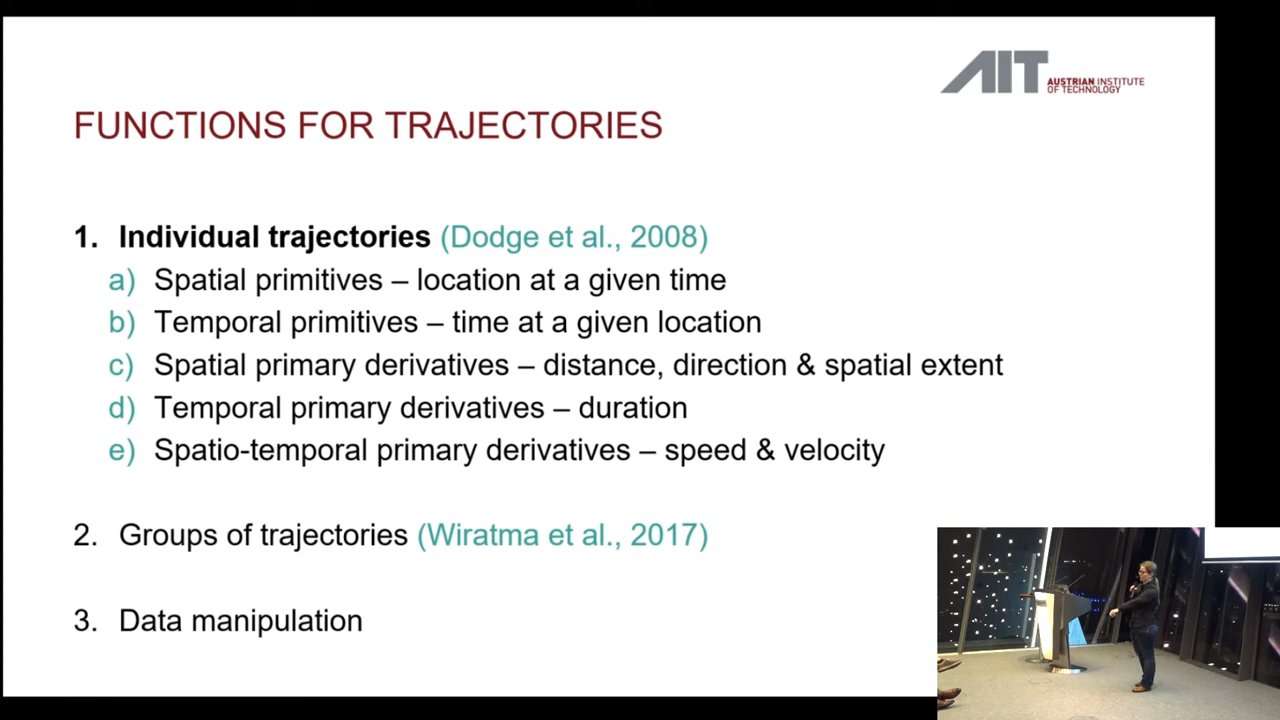 AIT AUSTRIAN INSTITUTE
OF TECHNOLOGY
FUNCTIONS FOR TRAJECTORIES
1. Individual trajectories (Dodge et al., 2008)
a) Spatial primitives – location at a given time
b) Temporal primitives – time at a given location
c) Spatial primary derivatives – distance, direction & spatial extent
d) Temporal primary derivatives – duration
e) Spatio-temporal primary derivatives – speed & velocity
2. Groups of trajectories (Wiratma et al., 2017)
3. Data manipulation